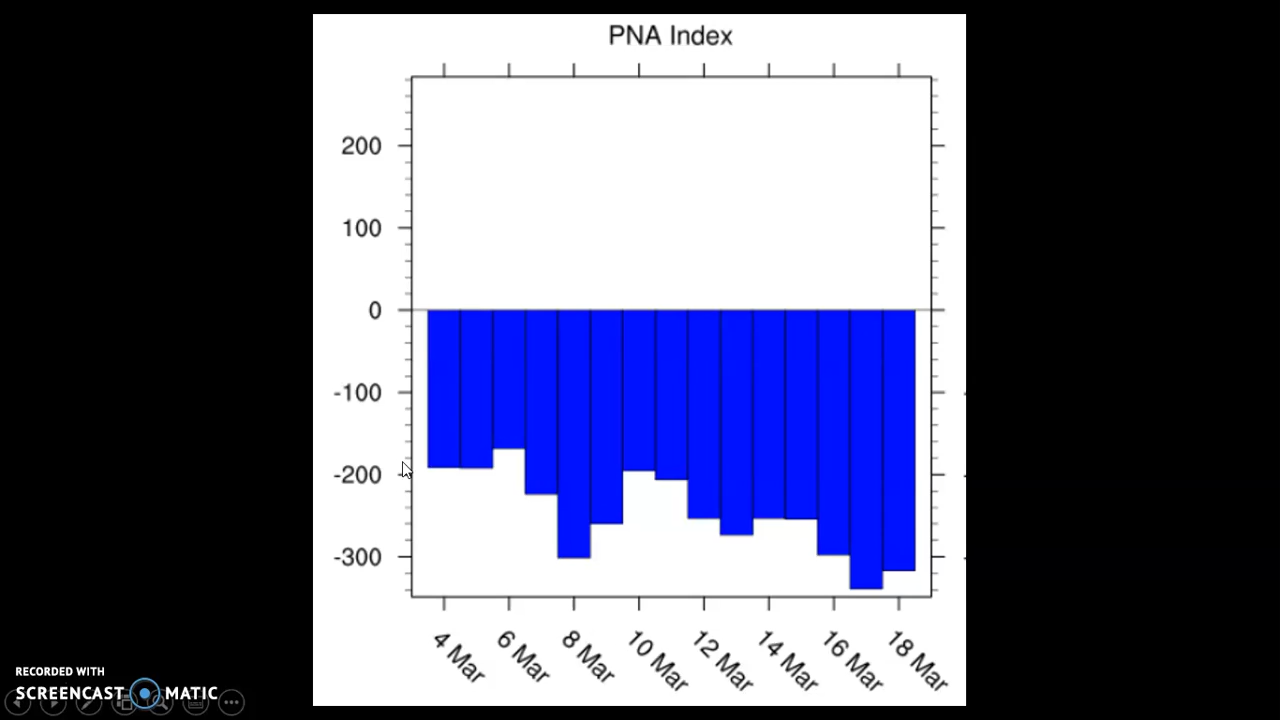 PNA Index
200
100
0
-100
-200
-300
4 Mar
6 Mar
8 Mar
10 Mar
12 Mar
14 Mar
16 Mar
18 Mar
RECORDED WITH
SCREENCAST MATIC